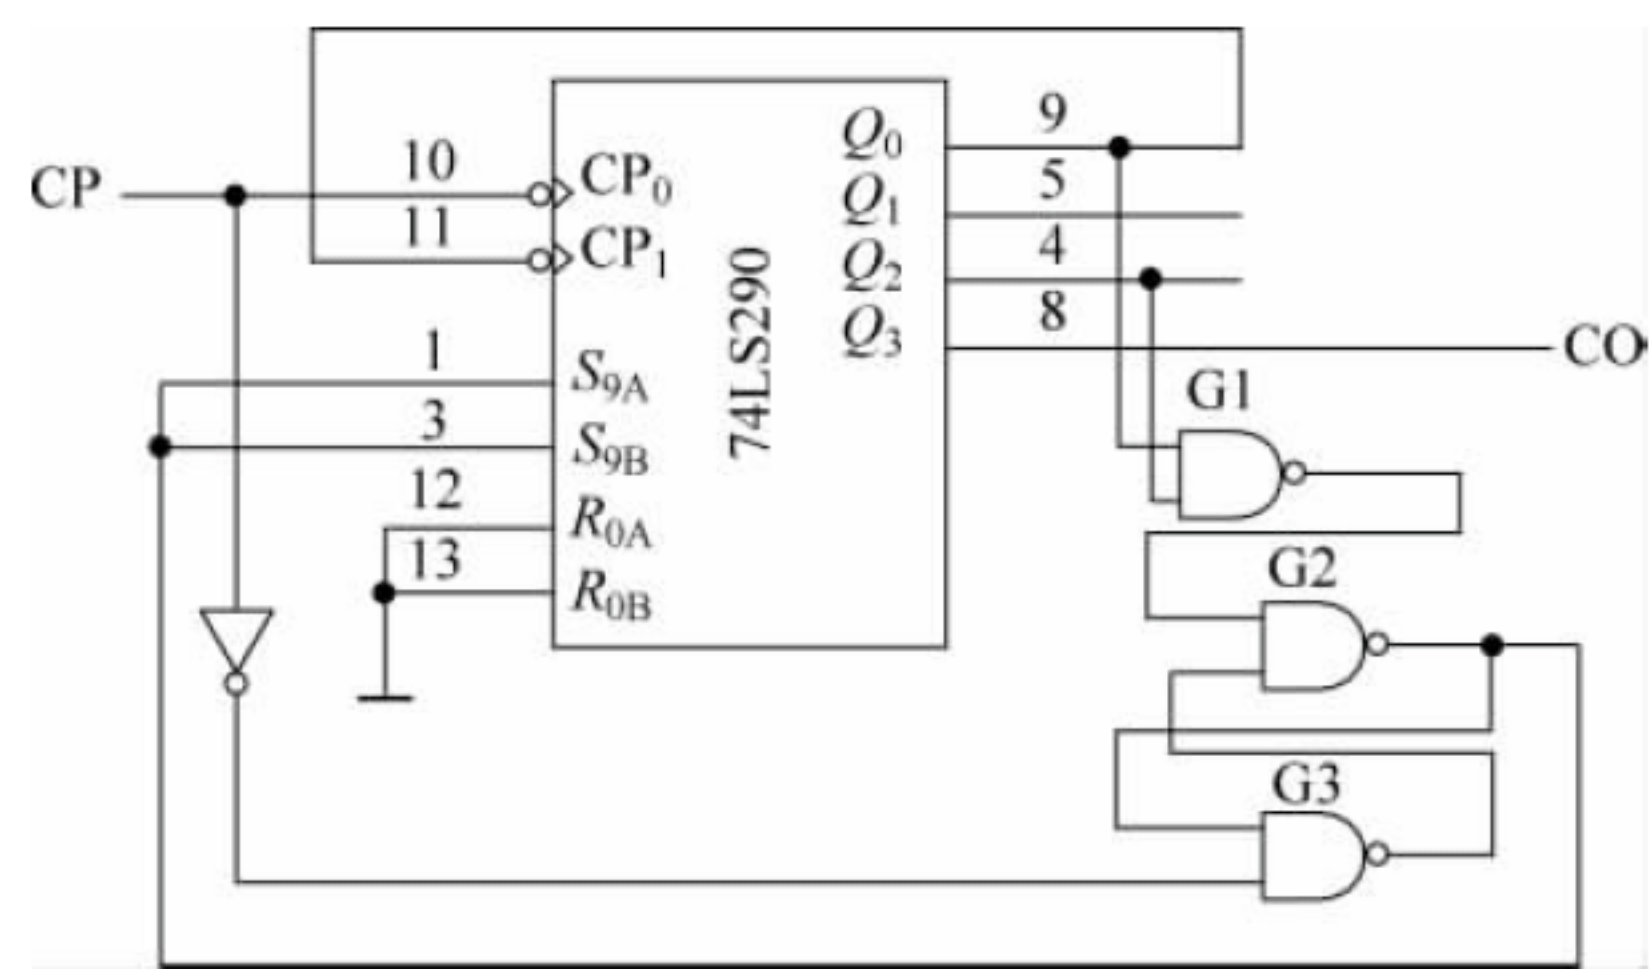 CP
10
11
1
3
12
13
CP₀
CP₁
S₉A
S₉B
R₀A
R₀B
74LS290
Q₀
Q₁
Q₂
Q₃
9
5
4
8
CO
G1
G2
G3